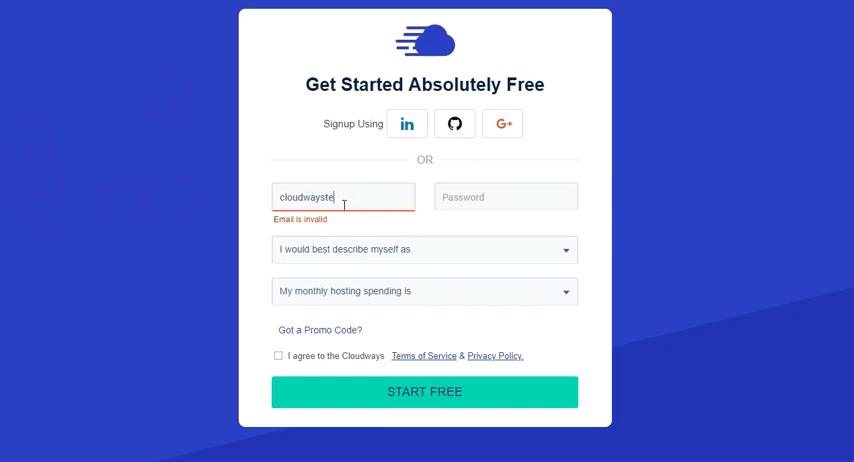 Get Started Absolutely Free
Signup Using in G+
OR
cloudwayste Password
Email is invalid
I would best describe myself as
My monthly hosting spending is
Got a Promo Code?
I agree to the Cloudways Terms of Service & Privacy Policy.
START FREE